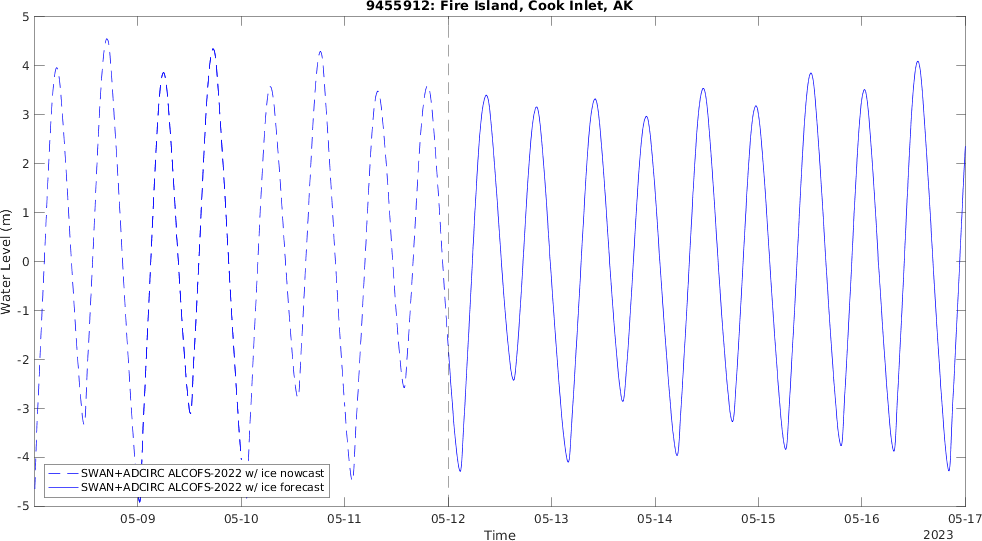 9455912: Fire Island, Cook Inlet, AK
5
4
3
2
1
0
-1
-2
-3
-4
-5
Water Level (m)
SWAN+ADCIRC ALCOFS-2022 w/ ice nowcast
SWAN+ADCIRC ALCOFS-2022 w/ ice forecast
05-09 05-10 05-11 05-12 05-13 05-14 05-15 05-16 05-17
Time
2023